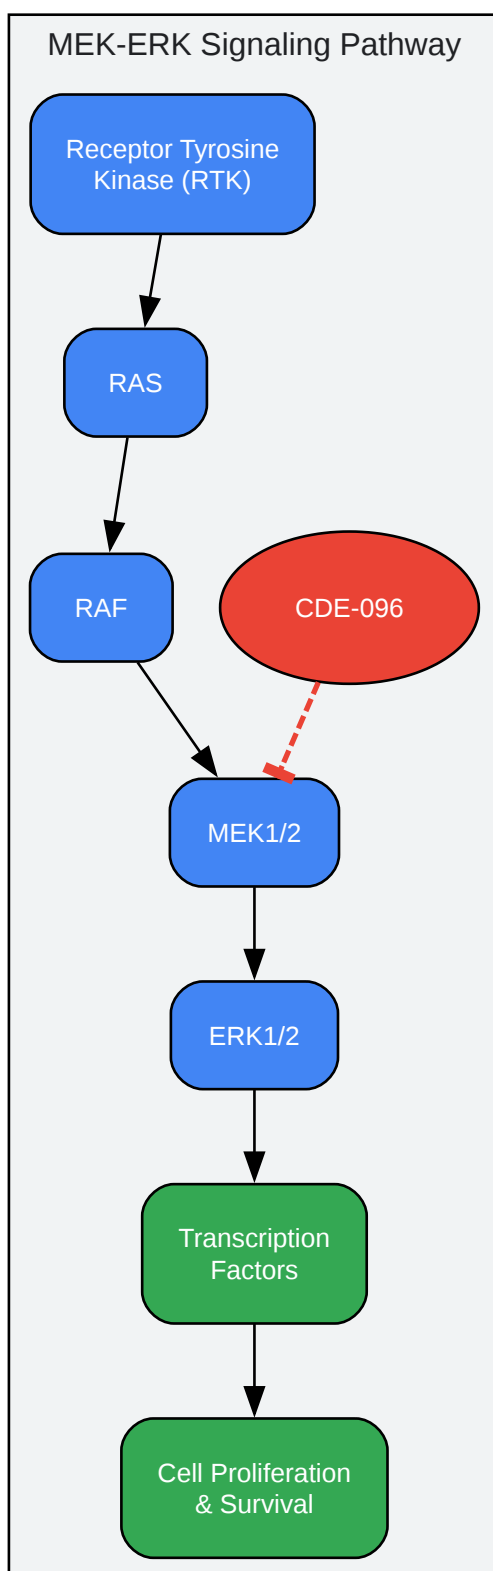 MEK-ERK Signaling Pathway
Receptor Tyrosine
Kinase (RTK)
RAS
RAF
CDE-096
MEK1/2
ERK1/2
Transcription
Factors
Cell Proliferation
& Survival